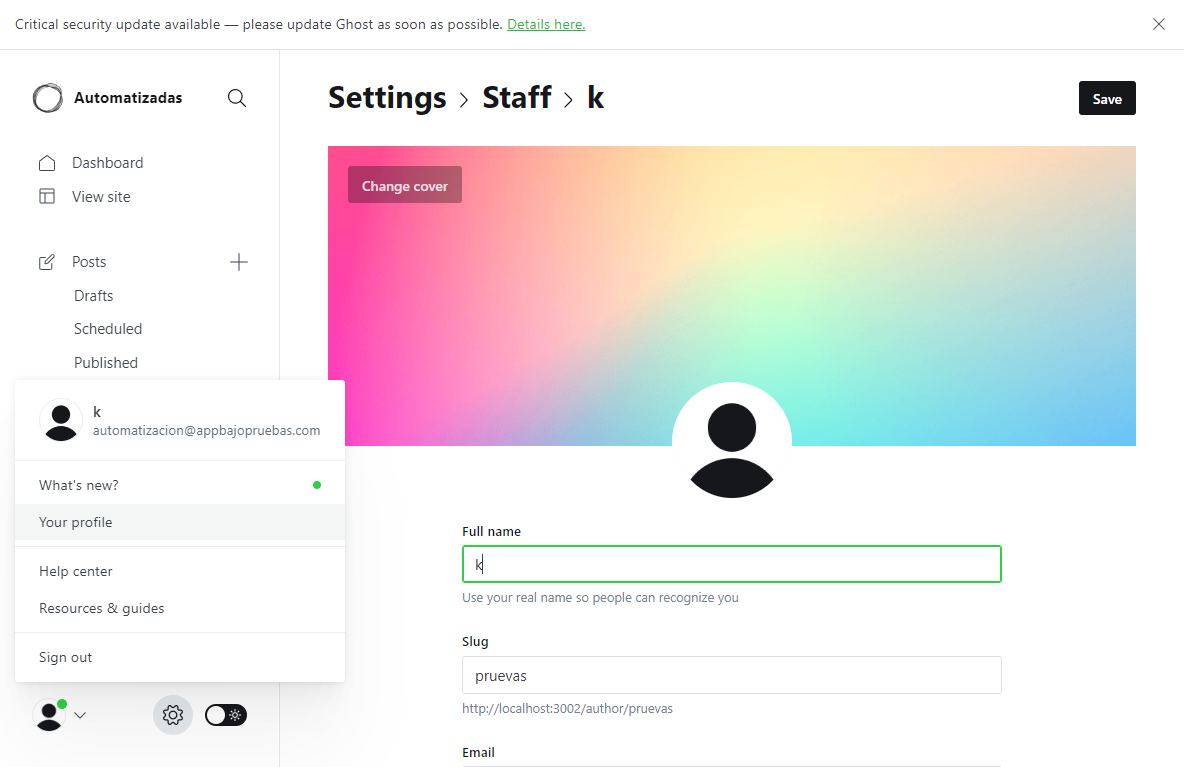 Critical security update available — please update Ghost as soon as possible. Details here.
Automatizadas
Dashboard
View site
Posts
Drafts
Scheduled
Published
k
automatizacion@appbajopruebas.com
What's new?
Your profile
Help center
Resources & guides
Sign out
Settings > Staff > k
Save
Change cover
Full name
k
Use your real name so people can recognize you
Slug
pruevas
http://localhost:3002/author/pruevas
Email